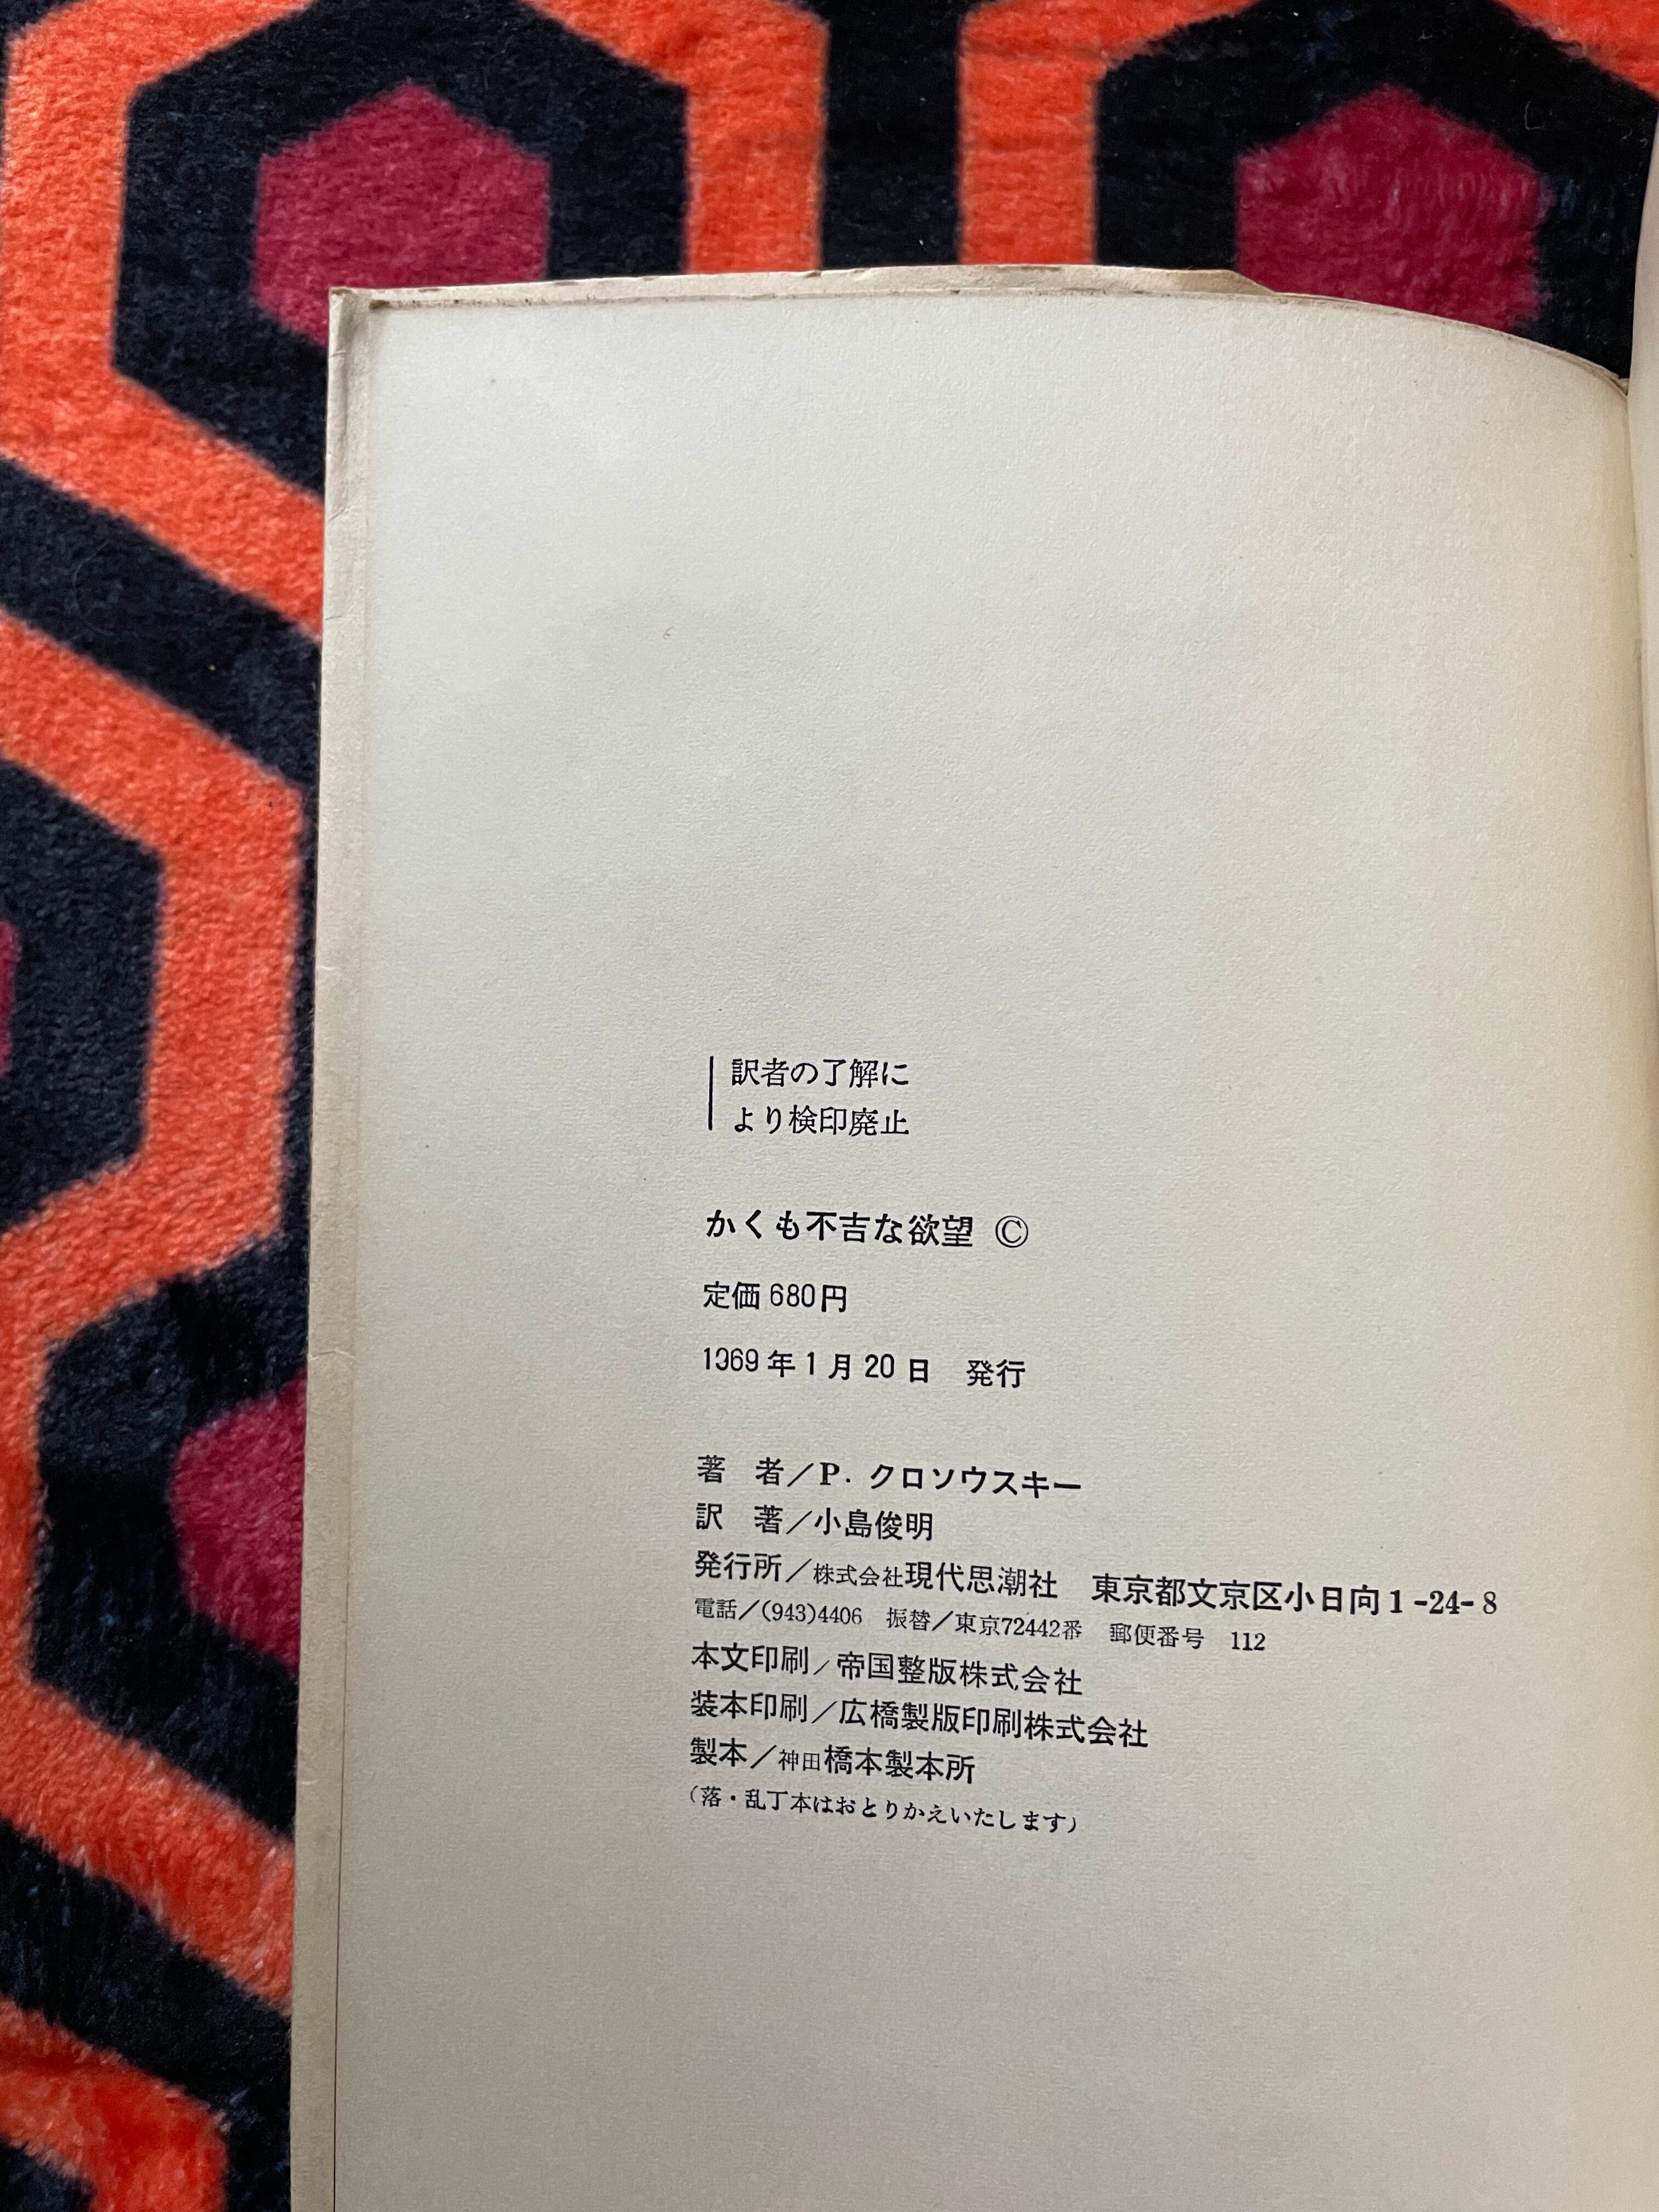 訳者の了解に
より検印廃止
かくも不吉な欲望 ©
定価 680円
1969年1月20日　発行
著　者／P. クロソウスキー
訳　著／小島俊明
発行所／株式会社現代思潮社　東京都文京区小日向1-24-8
電話／(943)4406　振替／東京72442番　郵便番号　112
本文印刷／帝国整版株式会社
装本印刷／広橋製版印刷株式会社
製本／神田橋本製本所
（落・乱丁本はおとりかえいたします）